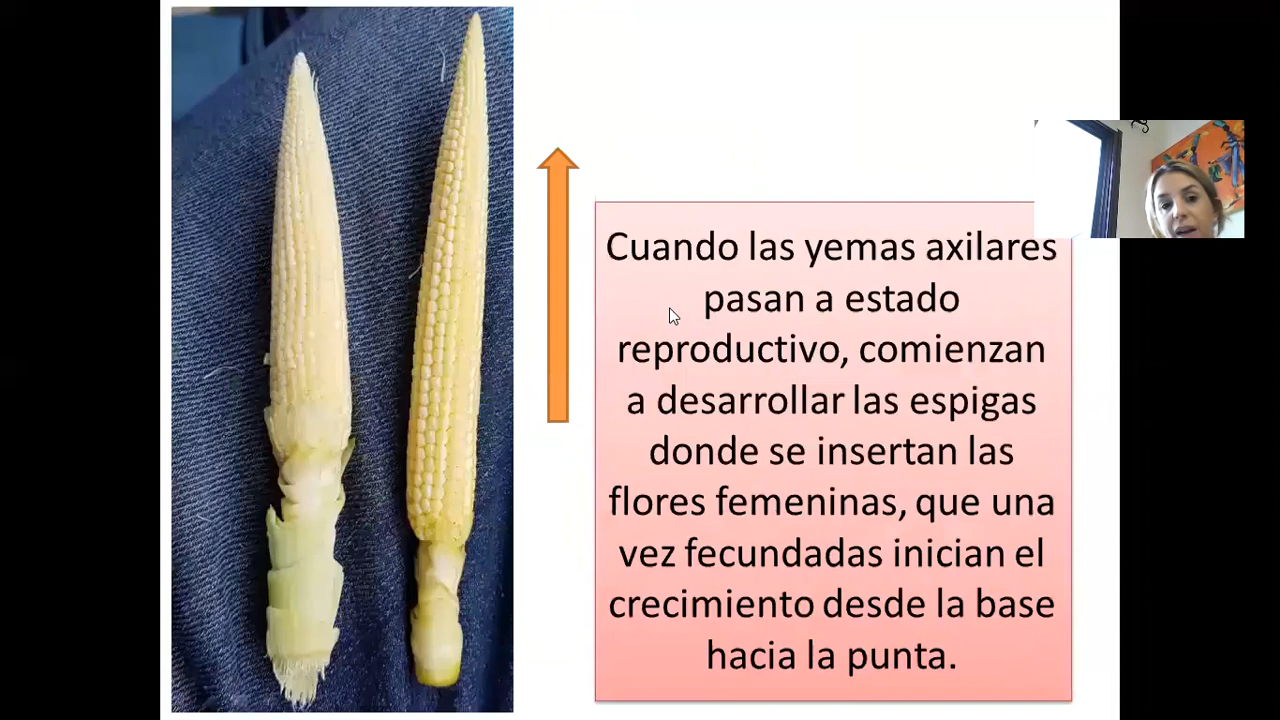 Cuando las yemas axilares
pasan a estado
reproductivo, comienzan
a desarrollar las espigas
donde se insertan las
flores femeninas, que una
vez fecundadas inician el
crecimiento desde la base
hacia la punta.